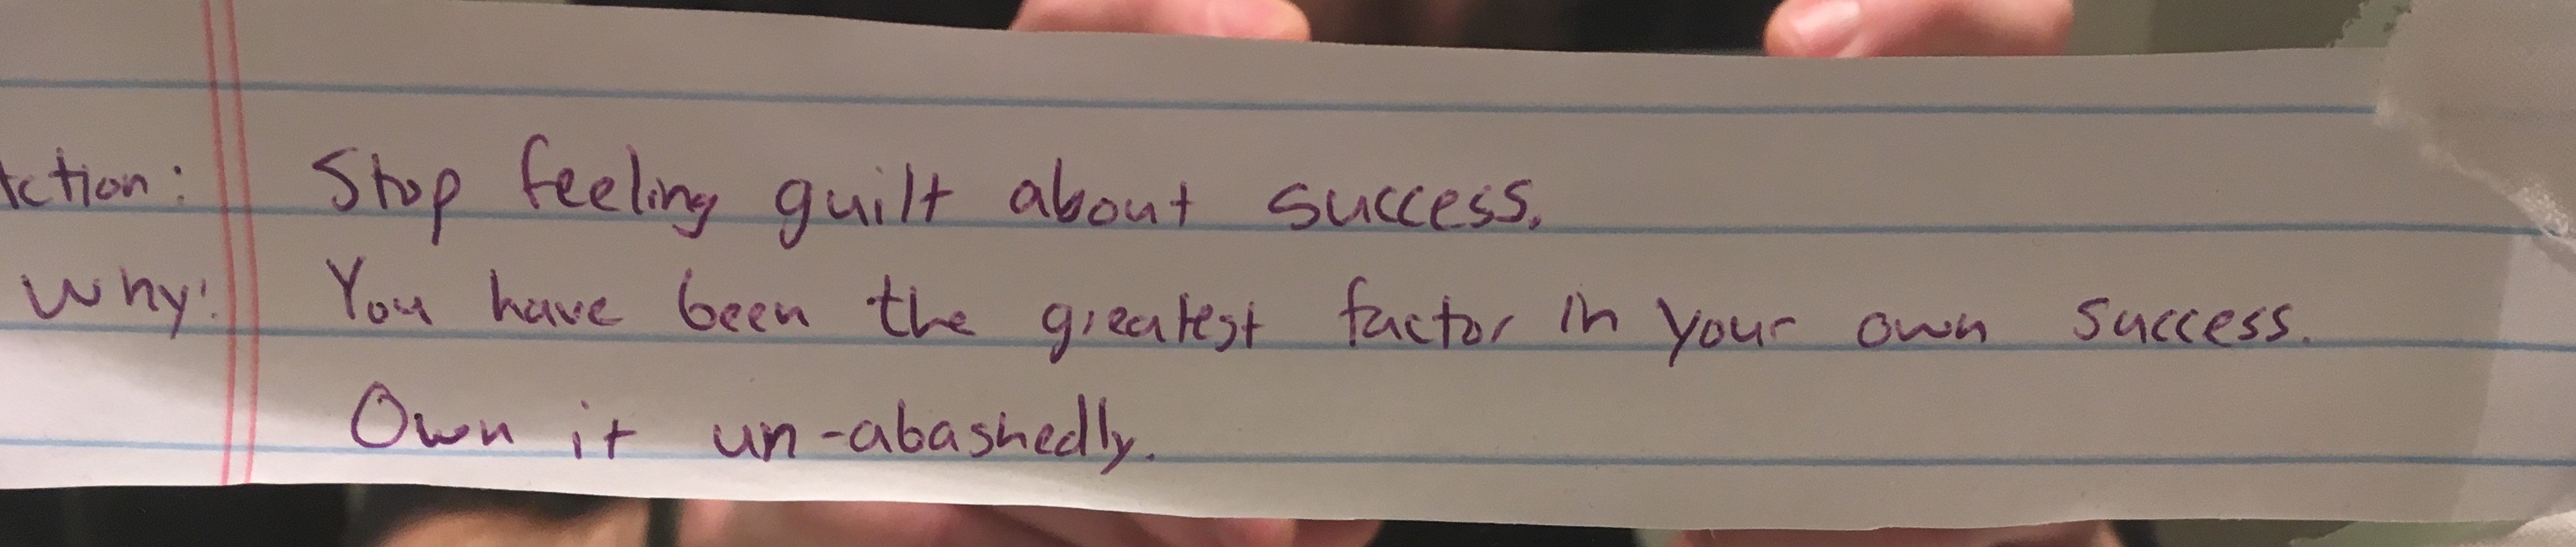 Action: Stop feeling guilt about success.
Why: You have been the greatest factor in your own success.
Own it un-abashedly.